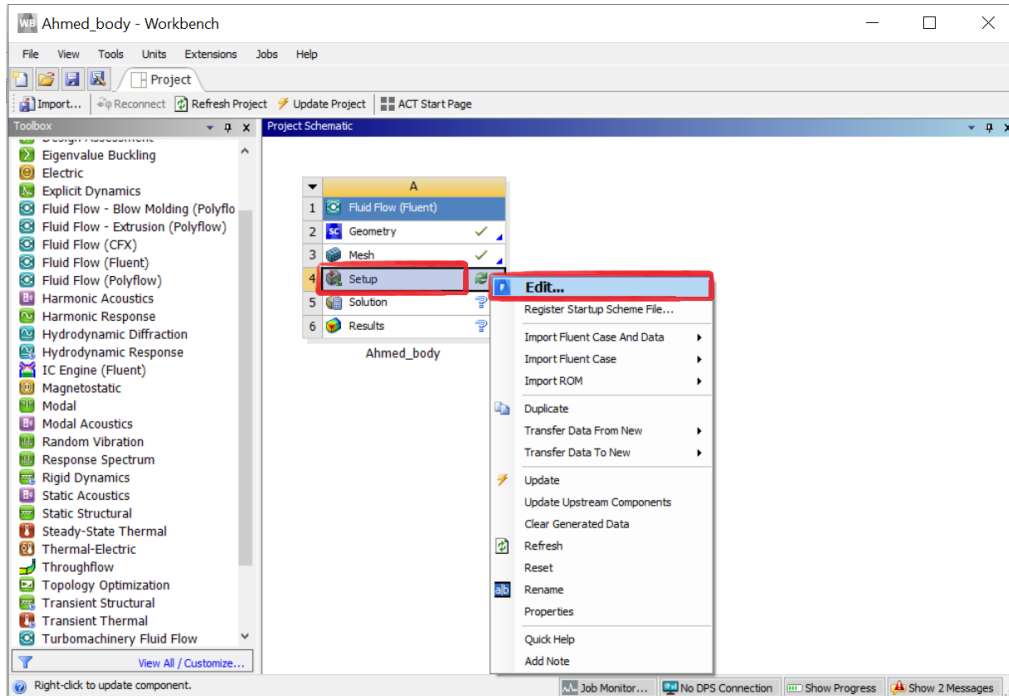 WB Ahmed_body - Workbench
File View Tools Units Extensions Jobs Help
Project
Import... Reconnect Refresh Project Update Project ACT Start Page
Toolbox
Project Schematic
Design Assessment
Eigenvalue Buckling
Electric
Explicit Dynamics
Fluid Flow - Blow Molding (Polyflo
Fluid Flow - Extrusion (Polyflow)
Fluid Flow (CFX)
Fluid Flow (Fluent)
Fluid Flow (Polyflow)
Harmonic Acoustics
Harmonic Response
Hydrodynamic Diffraction
Hydrodynamic Response
IC Engine (Fluent)
Magnetostatic
Modal
Modal Acoustics
Random Vibration
Response Spectrum
Rigid Dynamics
Static Acoustics
Static Structural
Steady-State Thermal
Thermal-Electric
Throughflow
Topology Optimization
Transient Structural
Transient Thermal
Turbomachinery Fluid Flow
View All / Customize...
A
1 Fluid Flow (Fluent)
2 SC Geometry
3 Mesh
4 Setup
5 Solution ?
6 Results ?
Ahmed_body
Edit...
Register Startup Scheme File...
Import Fluent Case And Data
Import Fluent Case
Import ROM
Duplicate
Transfer Data From New
Transfer Data To New
Update
Update Upstream Components
Clear Generated Data
Refresh
Reset
a|b Rename
Properties
Quick Help
Add Note
Right-click to update component.
Job Monitor... No DPS Connection Show Progress Show 2 Messages